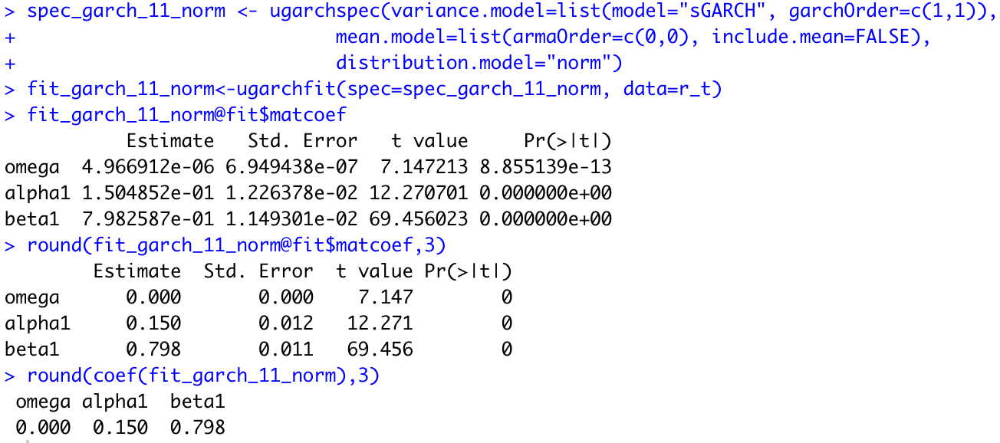 > spec_garch_11_norm <- ugarchspec(variance.model=list(model="sGARCH", garchOrder=c(1,1)),
+                             mean.model=list(armaOrder=c(0,0), include.mean=FALSE),
+                             distribution.model="norm")
> fit_garch_11_norm<-ugarchfit(spec=spec_garch_11_norm, data=r_t)
> fit_garch_11_norm@fit$matcoef
           Estimate   Std. Error   t value     Pr(>|t|)
omega  4.966912e-06 6.949438e-07  7.147213 8.855139e-13
alpha1 1.504852e-01 1.226378e-02 12.270701 0.000000e+00
beta1  7.982587e-01 1.149301e-02 69.456023 0.000000e+00
> round(fit_garch_11_norm@fit$matcoef,3)
        Estimate  Std. Error  t value Pr(>|t|)
omega      0.000       0.000    7.147        0
alpha1     0.150       0.012   12.271        0
beta1      0.798       0.011   69.456        0
> round(coef(fit_garch_11_norm),3)
 omega alpha1  beta1
 0.000  0.150  0.798